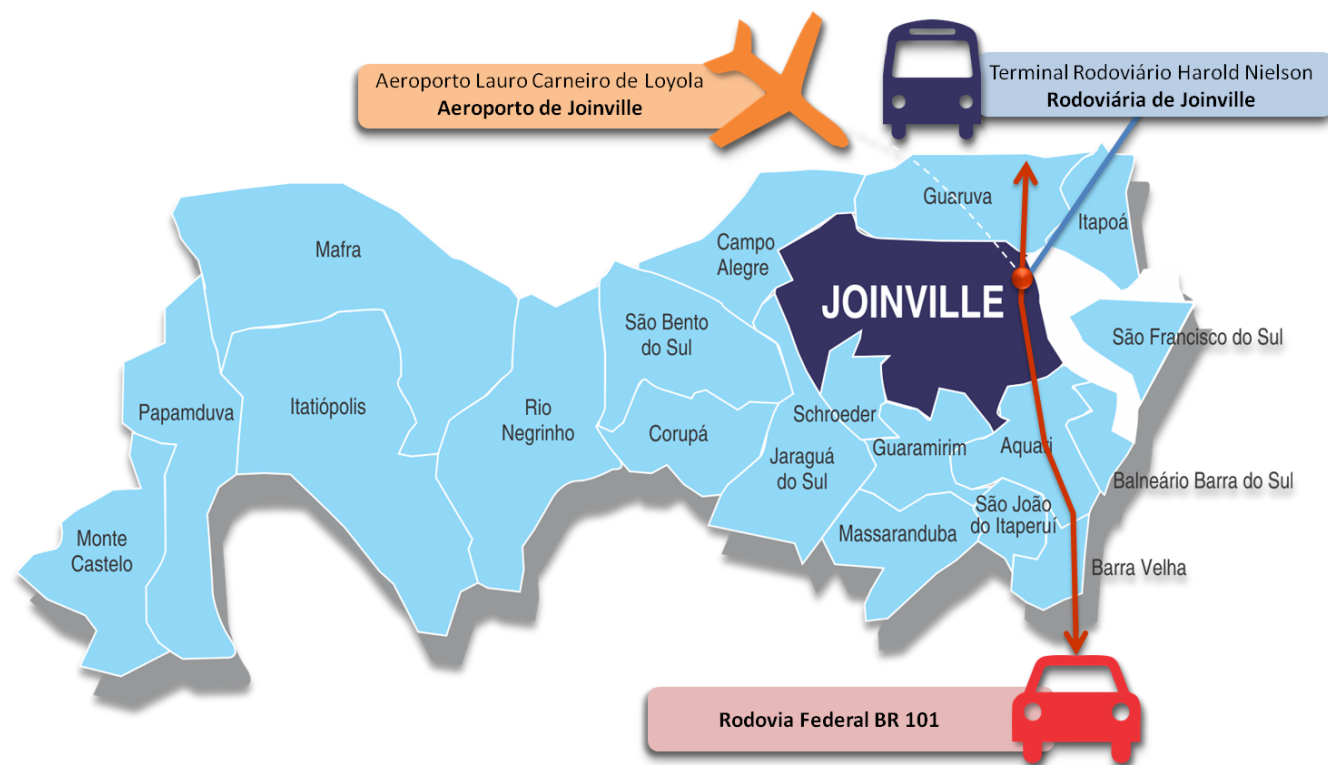 Aeroporto Lauro Carneiro de Loyola
Aeroporto de Joinville
Terminal Rodoviário Harold Nielson
Rodoviária de Joinville
Guaruva
Itapoá
Mafra
Campo
Alegre
JOINVILLE
São Bento
do Sul
São Francisco do Sul
Papamduva
Itatiópolis
Rio
Negrinho
Corupá
Schroeder
Guaramirim
Aquari
Jaraguá
do Sul
Balneário Barra do Sul
São João
do Itaperuí
Massaranduba
Monte
Castelo
Barra Velha
Rodovia Federal BR 101